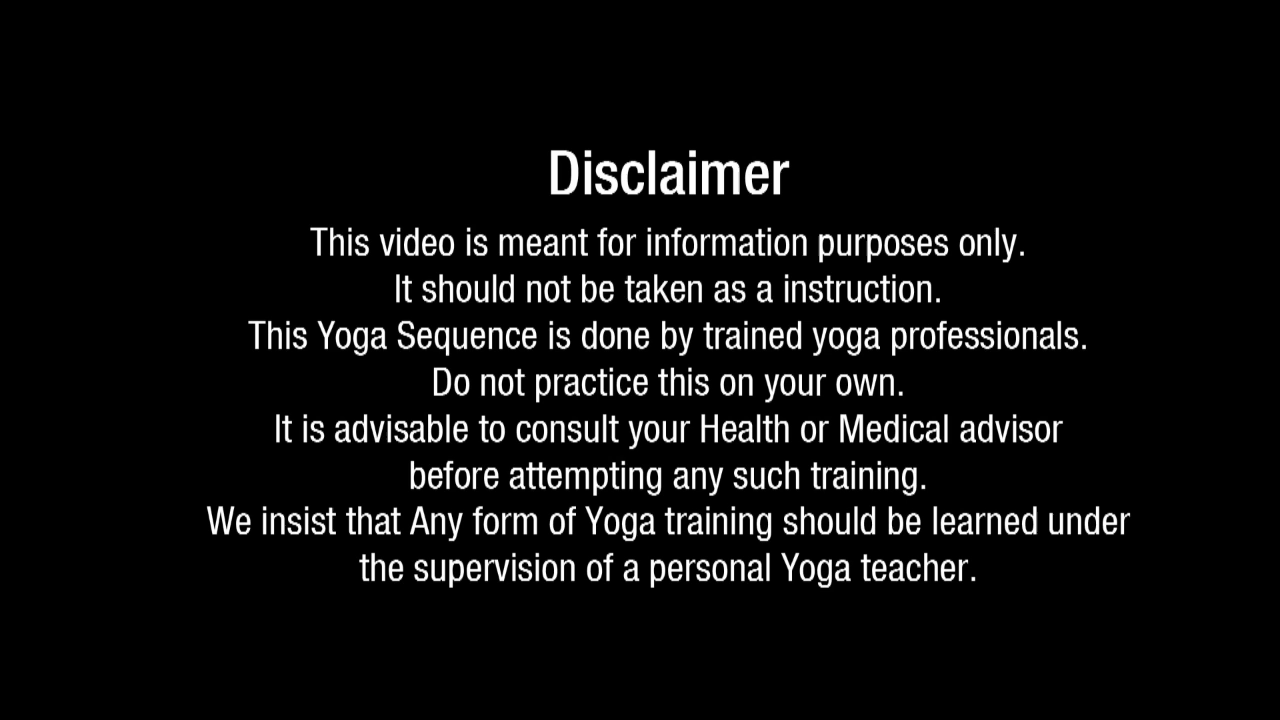 Disclaimer
This video is meant for information purposes only.
It should not be taken as a instruction.
This Yoga Sequence is done by trained yoga professionals.
Do not practice this on your own.
It is advisable to consult your Health or Medical advisor
before attempting any such training.
We insist that Any form of Yoga training should be learned under
the supervision of a personal Yoga teacher.